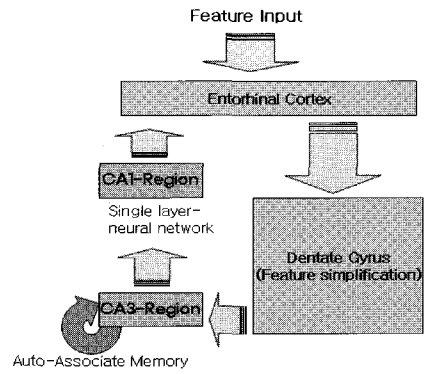 Feature Input
Entorhinal Cortex
CA1-Region
Single layer-
neural network
Dentate Gyrus
(Feature simplification)
CA3-Region
Auto-Associate Memory